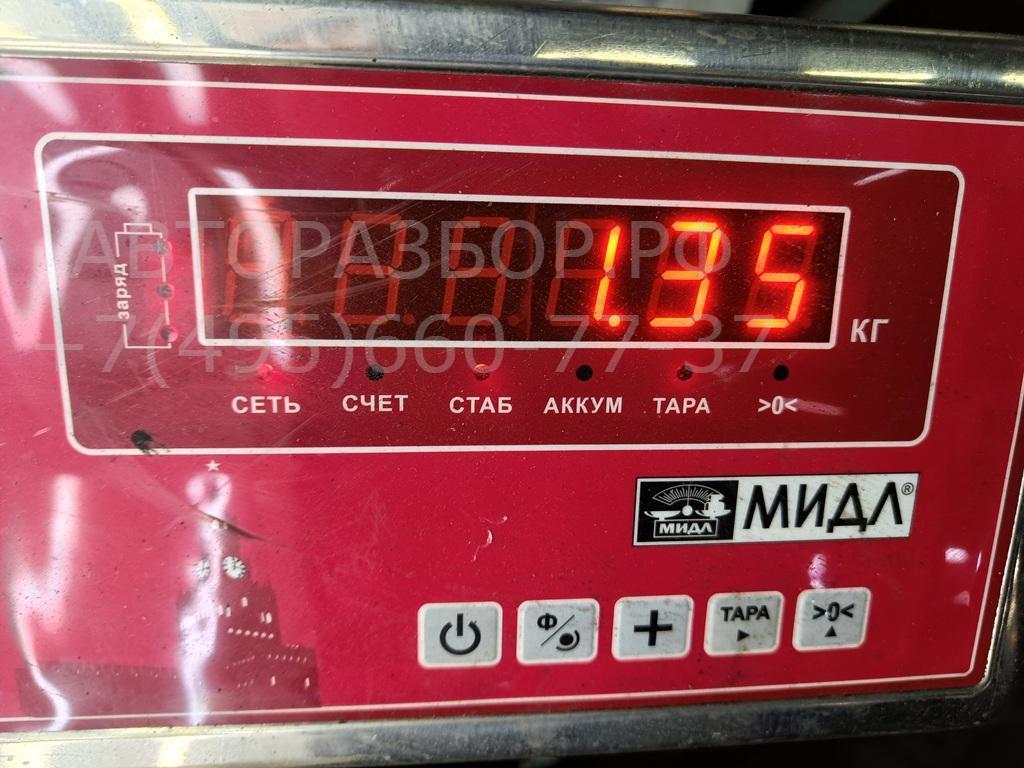 АВТОРАЗБОР.РФ
+7(495)660-77-37
заряд
1.35
КГ
СЕТЬ СЧЕТ СТАБ АККУМ ТАРА >0<
МИДЛ МИДЛ®
Ф + ТАРА >0<